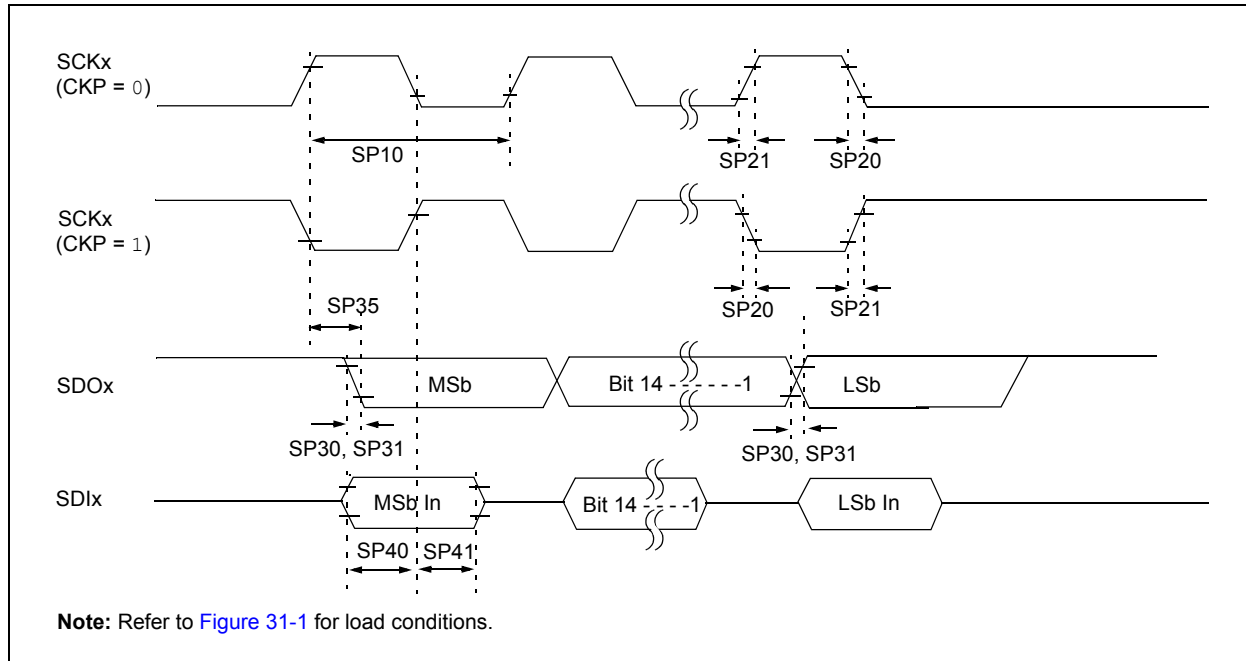 SCKx
(CKP = 0)
SP10
SP21
SP20
SCKx
(CKP = 1)
SP35
SP20
SP21
SDOx
MSb
Bit 14 - - - - - -1
LSb
SP30, SP31
SP30, SP31
SDIx
MSb In
Bit 14 - - - -1
LSb In
SP40
SP41
Note: Refer to Figure 31-1 for load conditions.